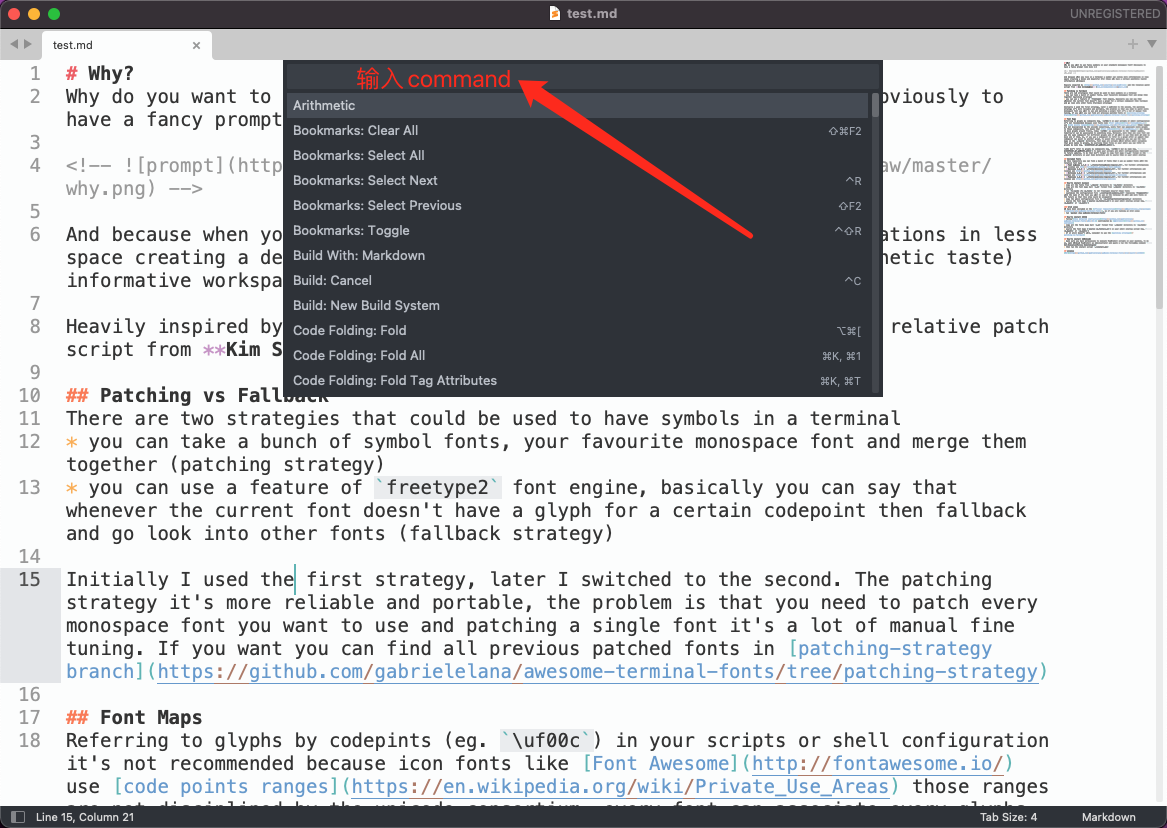 test.md
UNREGISTERED
test.md
输入 command
Arithmetic
Bookmarks: Clear All ⇧⌘F2
Bookmarks: Select All
Bookmarks: Select Next ^R
Bookmarks: Select Previous ⇧F2
Bookmarks: Toggle ^⇧R
Build With: Markdown
Build: Cancel ^C
Build: New Build System
Code Folding: Fold ⌥⌘[
Code Folding: Fold All ⌘K, ⌘1
Code Folding: Fold Tag Attributes ⌘K, ⌘T
1 # Why?
2 Why do you want to viously to
have a fancy prompt
3
4 <!-- ![prompt](http aw/master/
why.png) -->
5
6 And because when yo ations in less
space creating a de netic taste)
informative workspa
7
8 Heavily inspired by relative patch
script from **Kim S
9
10 ## Patching vs Fallback
11 There are two strategies that could be used to have symbols in a terminal
12 * you can take a bunch of symbol fonts, your favourite monospace font and merge them
together (patching strategy)
13 * you can use a feature of `freetype2` font engine, basically you can say that
whenever the current font doesn't have a glyph for a certain codepoint then fallback
and go look into other fonts (fallback strategy)
14
15 Initially I used the first strategy, later I switched to the second. The patching
strategy it's more reliable and portable, the problem is that you need to patch every
monospace font you want to use and patching a single font it's a lot of manual fine
tuning. If you want you can find all previous patched fonts in [patching-strategy
branch](https://github.com/gabrielelana/awesome-terminal-fonts/tree/patching-strategy)
16
17 ## Font Maps
18 Referring to glyphs by codepints (eg. `\uf00c`) in your scripts or shell configuration
it's not recommended because icon fonts like [Font Awesome](http://fontawesome.io/)
use [code points ranges](https://en.wikipedia.org/wiki/Private_Use_Areas) those ranges
Line 15, Column 21
Tab Size: 4
Markdown